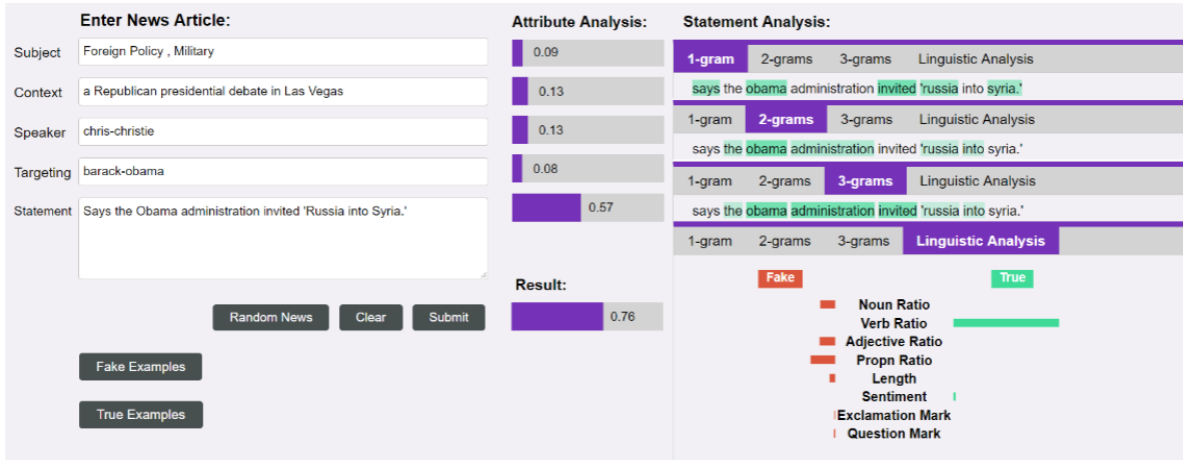 Enter News Article:
Subject Foreign Policy , Military
Context a Republican presidential debate in Las Vegas
Speaker chris-christie
Targeting barack-obama
Statement Says the Obama administration invited 'Russia into Syria.'
Random News Clear Submit
Fake Examples
True Examples
Attribute Analysis:
0.09
0.13
0.13
0.08
0.57
Result:
0.76
Statement Analysis:
1-gram 2-grams 3-grams Linguistic Analysis
says the obama administration invited 'russia into syria.'
1-gram 2-grams 3-grams Linguistic Analysis
says the obama administration invited 'russia into syria.'
1-gram 2-grams 3-grams Linguistic Analysis
says the obama administration invited 'russia into syria.'
1-gram 2-grams 3-grams Linguistic Analysis
Fake True
Noun Ratio
Verb Ratio
Adjective Ratio
Propn Ratio
Length
Sentiment
Exclamation Mark
Question Mark